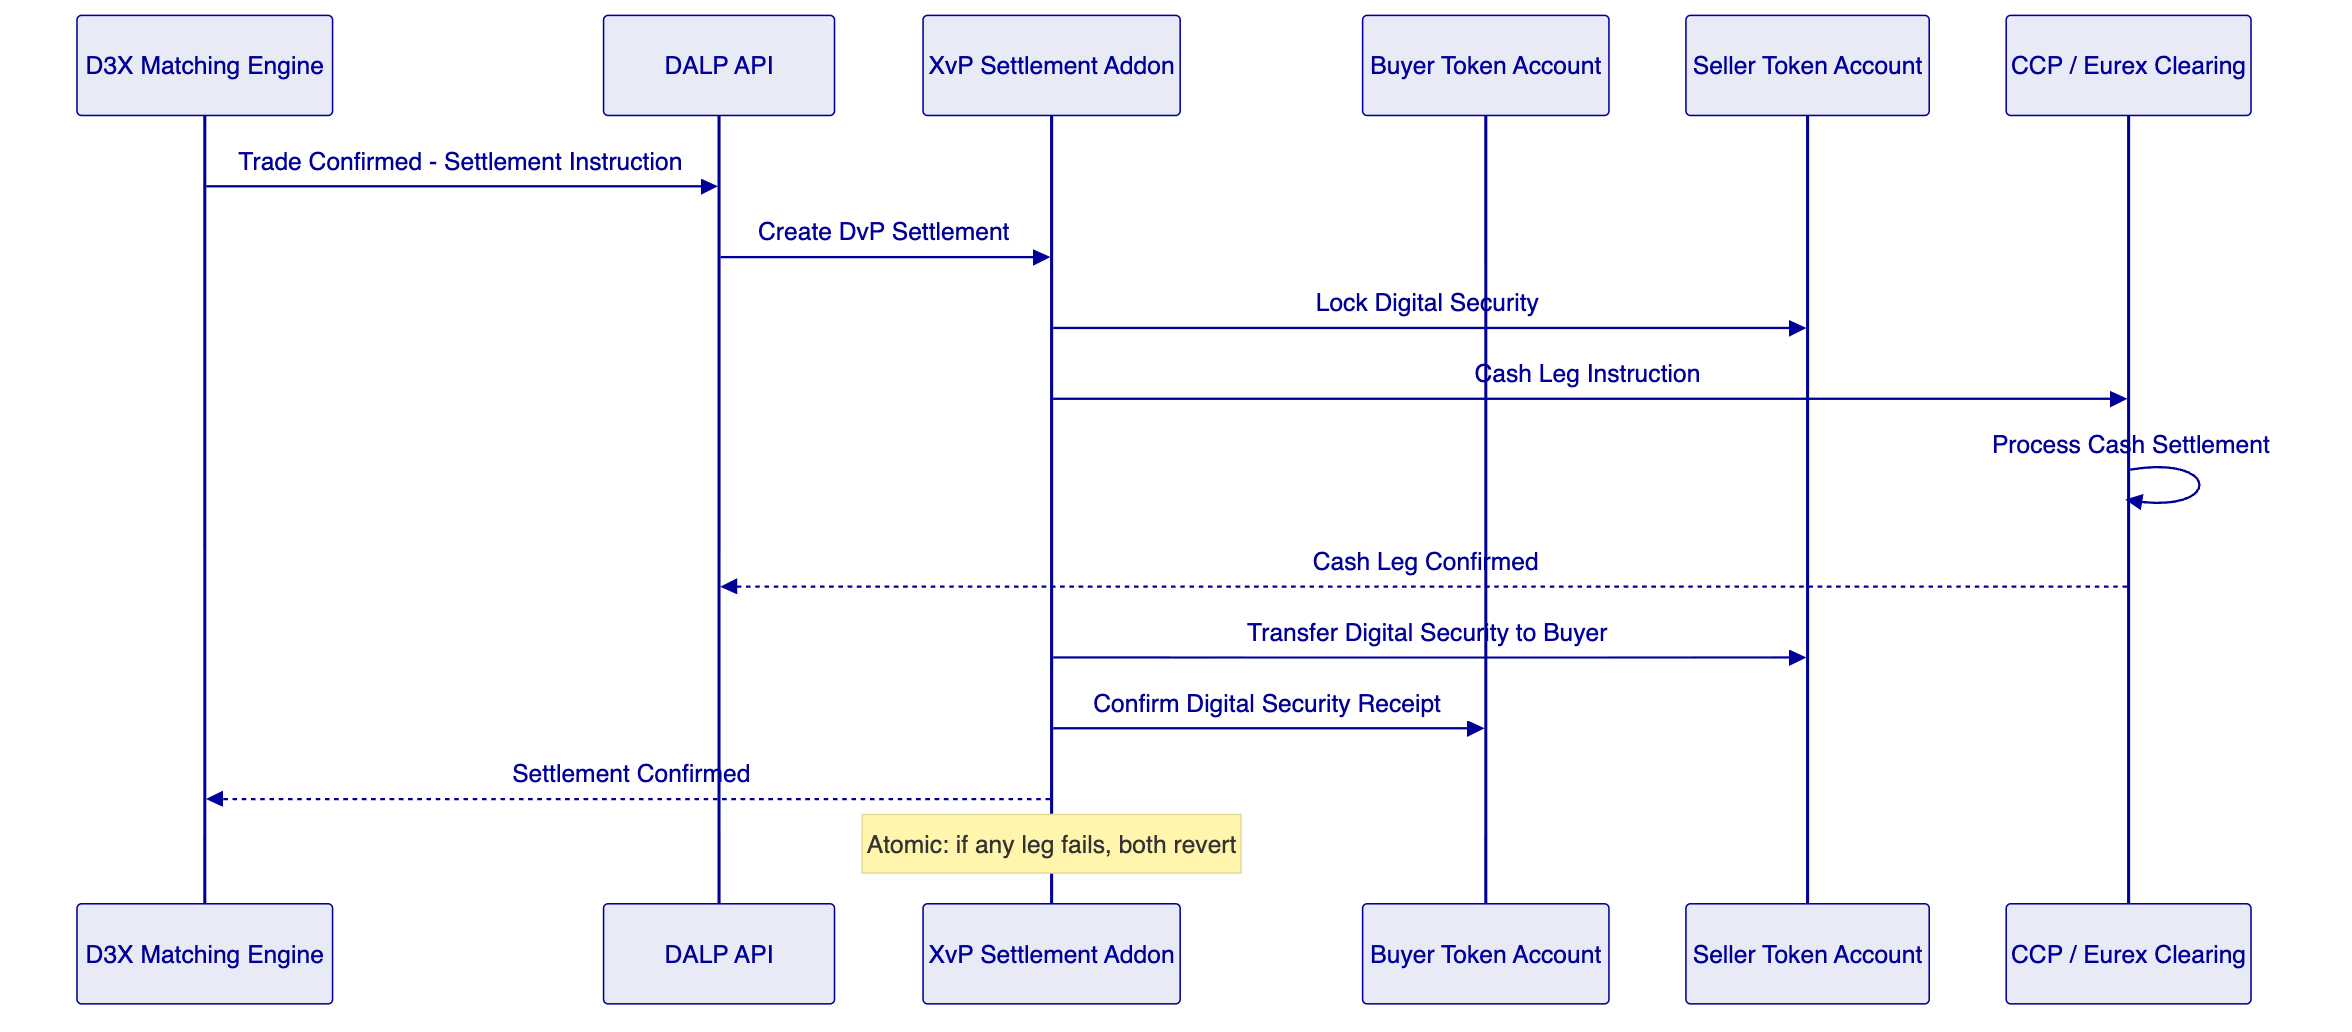 D3X Matching Engine
DALP API
XvP Settlement Addon
Buyer Token Account
Seller Token Account
CCP / Eurex Clearing
Trade Confirmed - Settlement Instruction
Create DvP Settlement
Lock Digital Security
Cash Leg Instruction
Process Cash Settlement
Cash Leg Confirmed
Transfer Digital Security to Buyer
Confirm Digital Security Receipt
Settlement Confirmed
Atomic: if any leg fails, both revert
D3X Matching Engine
DALP API
XvP Settlement Addon
Buyer Token Account
Seller Token Account
CCP / Eurex Clearing